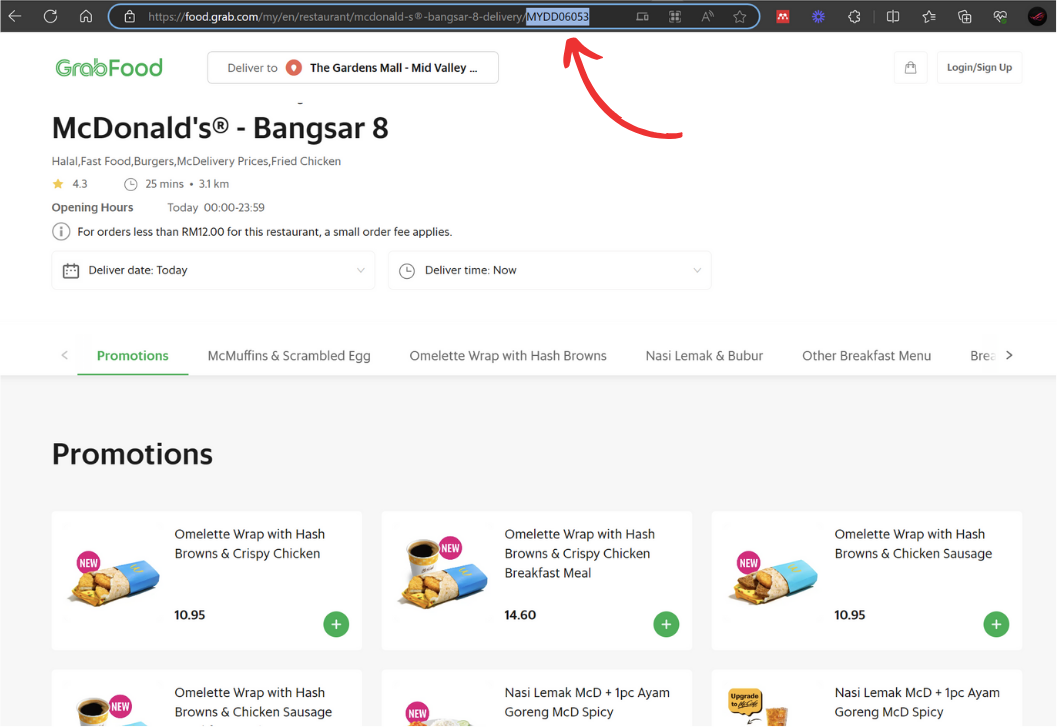 https://food.grab.com/my/en/restaurant/mcdonald-s®-bangsar-8-delivery/MYDD06053
GrabFood
Deliver to The Gardens Mall - Mid Valley ...
Login/Sign Up
McDonald's® - Bangsar 8
Halal,Fast Food,Burgers,McDelivery Prices,Fried Chicken
4.3 25 mins • 3.1 km
Opening Hours Today 00:00-23:59
For orders less than RM12.00 for this restaurant, a small order fee applies.
Deliver date: Today
Deliver time: Now
Promotions McMuffins & Scrambled Egg Omelette Wrap with Hash Browns Nasi Lemak & Bubur Other Breakfast Menu Brea
Promotions
NEW
Omelette Wrap with Hash
Browns & Crispy Chicken
10.95
NEW
Omelette Wrap with Hash
Browns & Crispy Chicken
Breakfast Meal
14.60
NEW
Omelette Wrap with Hash
Browns & Chicken Sausage
10.95
NEW
Omelette Wrap with Hash
Browns & Chicken Sausage
NEW
Nasi Lemak McD + 1pc Ayam
Goreng McD Spicy
Upgrade
to McCafe
Nasi Lemak McD + 1pc Ayam
Goreng McD Spicy